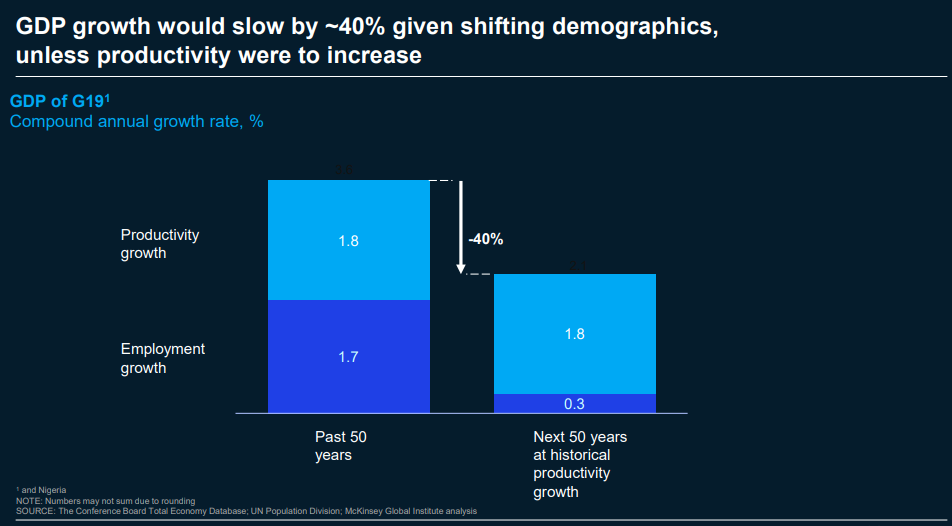 GDP growth would slow by ~40% given shifting demographics,
unless productivity were to increase
GDP of G19¹
Compound annual growth rate, %
Productivity
growth
1.8
-40%
1.8
Employment
growth
1.7
0.3
Past 50
years
Next 50 years
at historical
productivity
growth
¹ and Nigeria
NOTE: Numbers may not sum due to rounding
SOURCE: The Conference Board Total Economy Database; UN Population Division; McKinsey Global Institute analysis